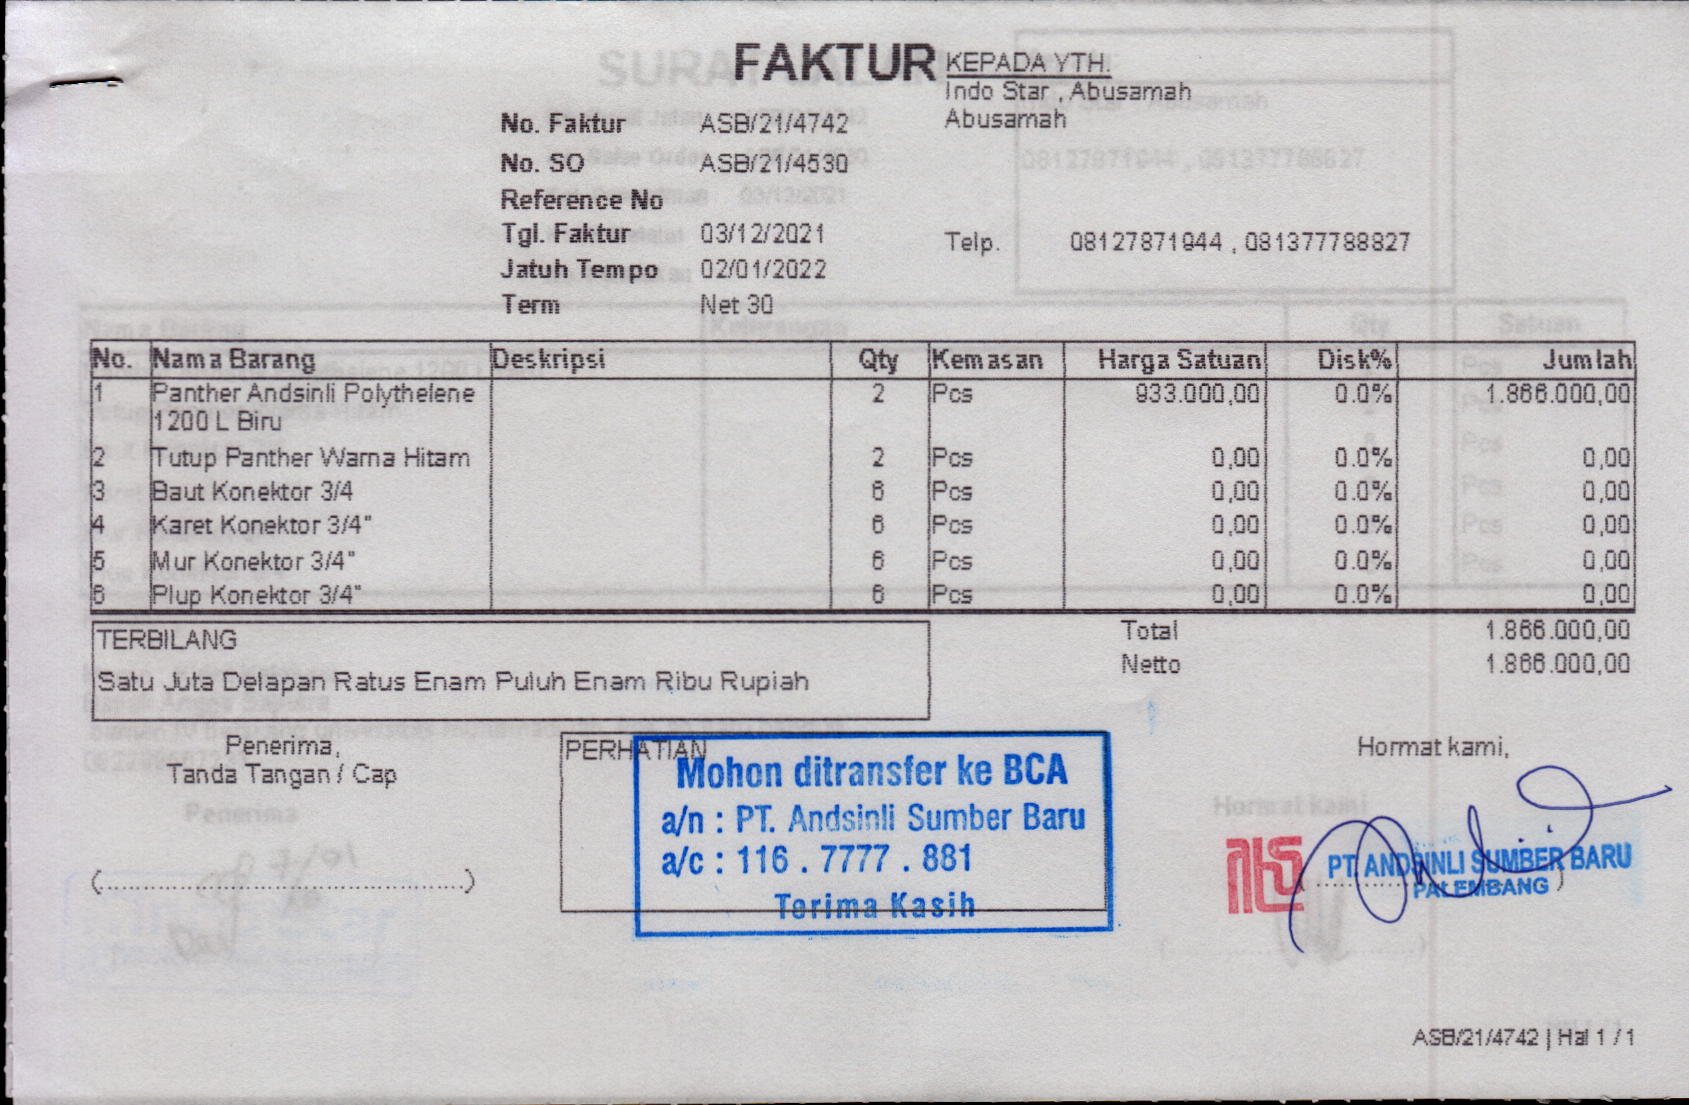 FAKTUR
KEPADA YTH.
Indo Star , Abusamah
Abusamah
No. Faktur ASB/21/4742
No. SO ASB/21/4530
Reference No
Tgl. Faktur 03/12/2021
Jatuh Tempo 02/01/2022
Term Net 30
Telp. 08127871944 , 081377788827
No. Nama Barang Deskripsi Qty Kemasan Harga Satuan Disk% Jumlah
1 Panther Andsinli Polythelene 2 Pcs 933.000,00 0.0% 1.866.000,00
1200 L Biru
2 Tutup Panther Warna Hitam 2 Pcs 0,00 0.0% 0,00
3 Baut Konektor 3/4 6 Pcs 0,00 0.0% 0,00
4 Karet Konektor 3/4" 6 Pcs 0,00 0.0% 0,00
5 Mur Konektor 3/4" 6 Pcs 0,00 0.0% 0,00
6 Plup Konektor 3/4" 6 Pcs 0,00 0.0% 0,00
TERBILANG
Satu Juta Delapan Ratus Enam Puluh Enam Ribu Rupiah
Total 1.866.000,00
Netto 1.866.000,00
Penerima,
Tanda Tangan / Cap
(...............................................)
PERHATIAN
Mohon ditransfer ke BCA
a/n : PT. Andsinli Sumber Baru
a/c : 116 . 7777 . 881
Terima Kasih
Hormat kami,
PT. ANDSINLI SUMBER BARU
PALEMBANG
ASB/21/4742 | Hal 1 / 1